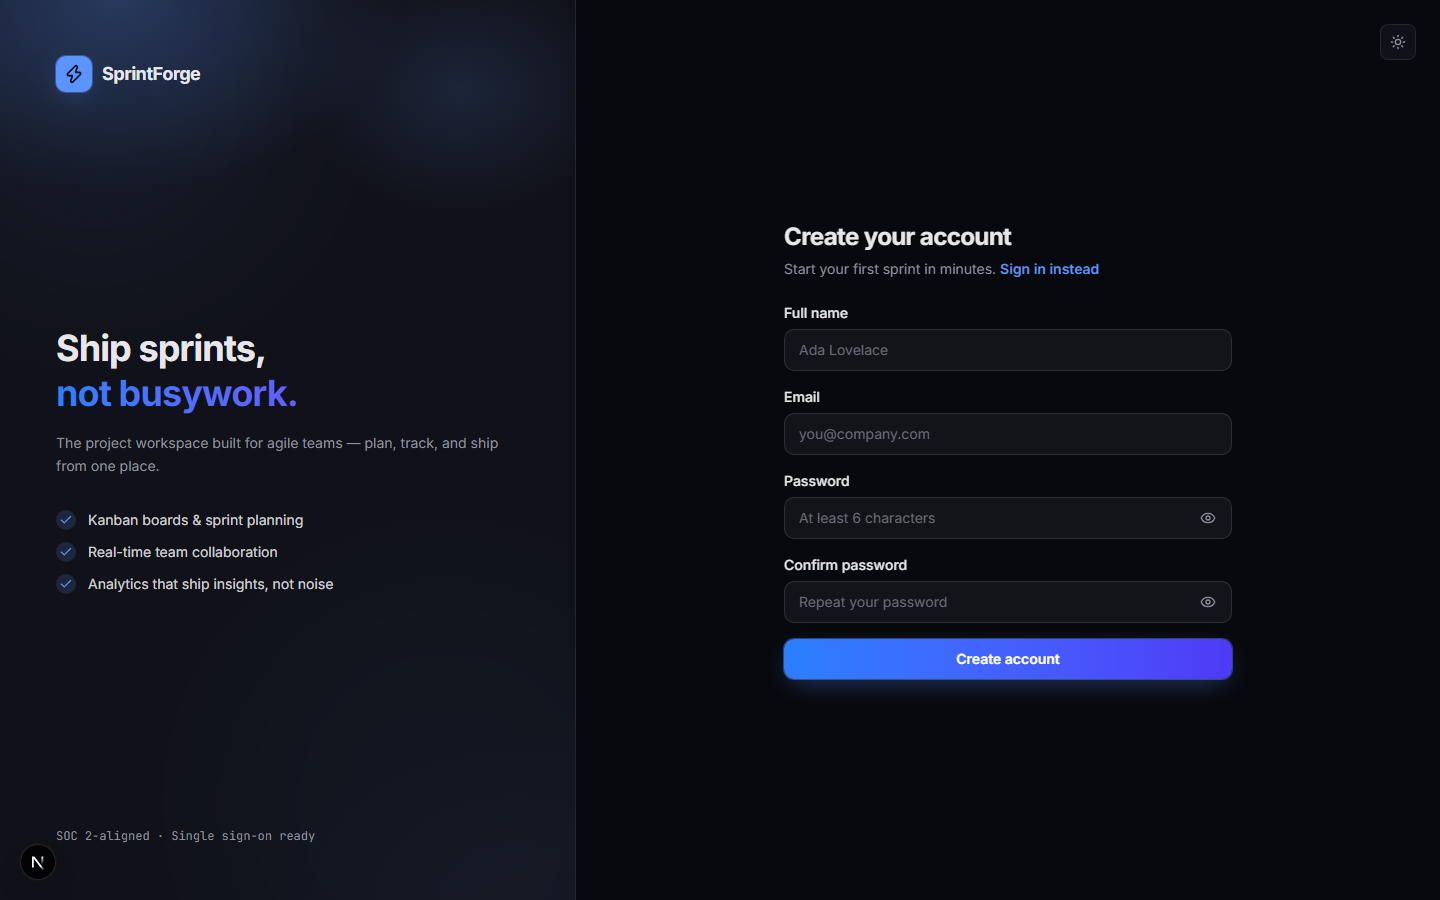 SprintForge
Ship sprints,
not busywork.
The project workspace built for agile teams — plan, track, and ship
from one place.
Kanban boards & sprint planning
Real-time team collaboration
Analytics that ship insights, not noise
SOC 2-aligned · Single sign-on ready
N
Create your account
Start your first sprint in minutes. Sign in instead
Full name
Ada Lovelace
Email
you@company.com
Password
At least 6 characters
Confirm password
Repeat your password
Create account